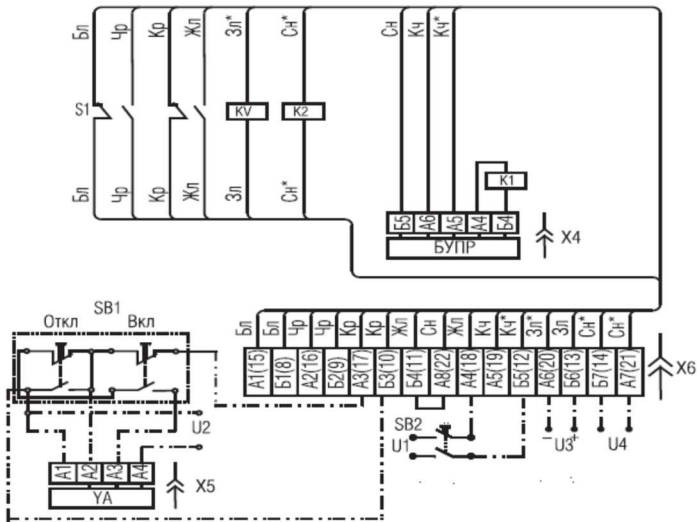 Бл Чр Кр Жл Зл* Сн* Сн Кч Кч*
S1 KV K2
K1
Бл Чр Кр Жл Зл Сн*
Б5 А6 А5 А4 Б4
БУПР
X4
SB1
Откл Вкл
Бл Бл Чр Чр Кр Кр Жл Сн Жл Кч Кч* Зл* Зл Сн* Сн*
А1(15) Б1(8) А2(16) Б2(9) А3(17) Б3(10) Б4(11) А8(22) А4(18) А5(19) Б5(12) А6(20) Б6(13) Б7(14) А7(21)
X6
U2
SB2
U1
− U3 + U4
А1 А2 А3 А4
YA
X5